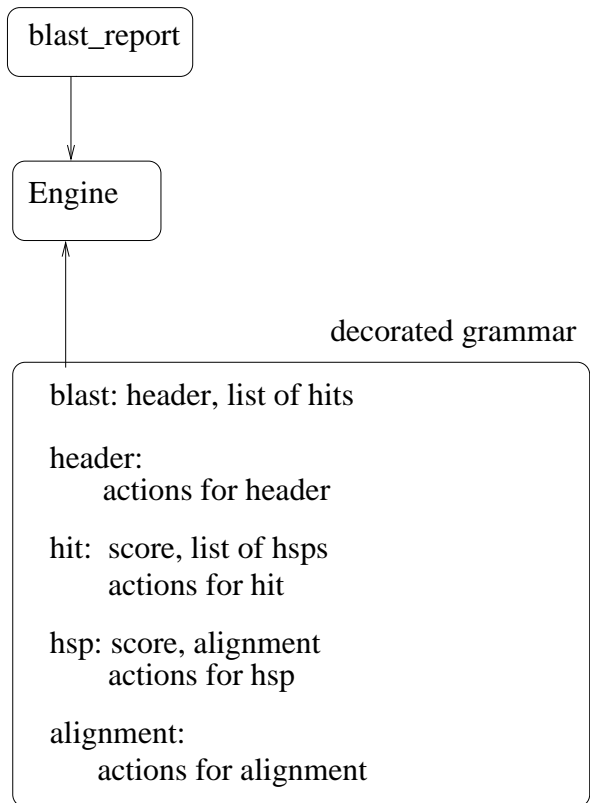 blast_report
Engine
decorated grammar
blast: header, list of hits
header:
actions for header
hit: score, list of hsps
actions for hit
hsp: score, alignment
actions for hsp
alignment:
actions for alignment